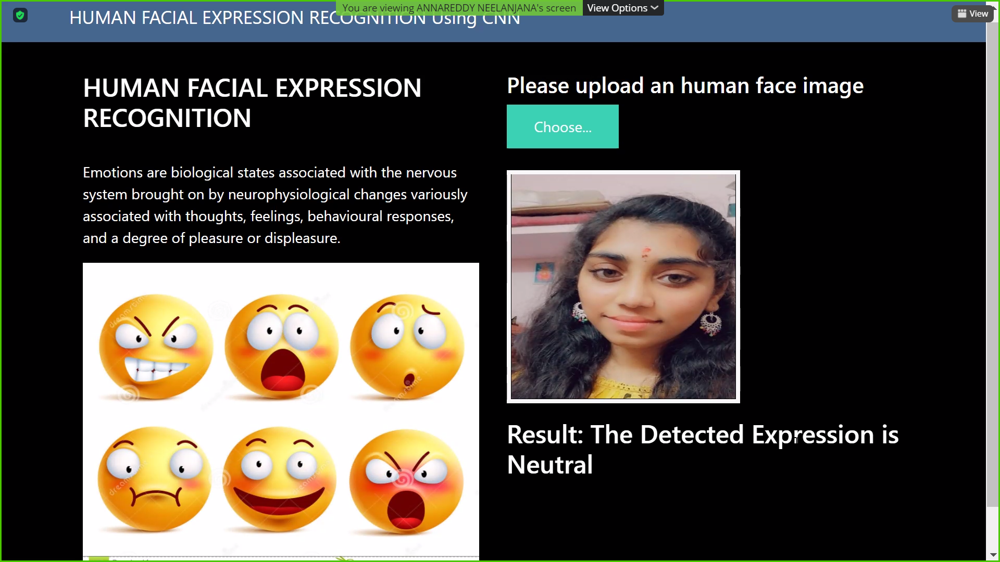 You are viewing ANNAREDDY NEELANJANA's screen
View Options
View
HUMAN FACIAL EXPRESSION RECOGNITION Using CNN
HUMAN FACIAL EXPRESSION
RECOGNITION
Emotions are biological states associated with the nervous
system brought on by neurophysiological changes variously
associated with thoughts, feelings, behavioural responses,
and a degree of pleasure or displeasure.
dreamstime
dreamstime
dreamstime
Please upload an human face image
Choose...
Result: The Detected Expression is
Neutral